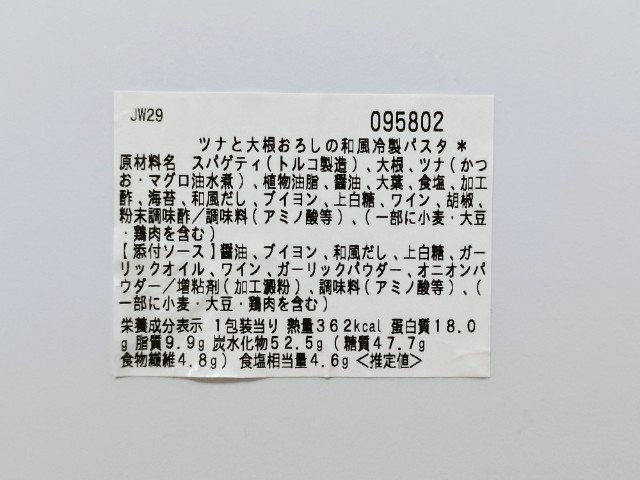 JW29
095802
ツナと大根おろしの和風冷製パスタ＊
原材料名 スパゲティ（トルコ製造）、大根、ツナ（かつ
お・マグロ油水煮）、植物油脂、醤油、大葉、食塩、加工
酢、海苔、和風だし、ブイヨン、上白糖、ワイン、胡椒、
粉末調味酢／調味料（アミノ酸等）、（一部に小麦・大豆
・鶏肉を含む）
【添付ソース】醤油、ブイヨン、和風だし、上白糖、ガー
リックオイル、ワイン、ガーリックパウダー、オニオンパ
ウダー／増粘剤（加工澱粉）、調味料（アミノ酸等）、（
一部に小麦・大豆・鶏肉を含む）
栄養成分表示 1包装当り 熱量362kcal 蛋白質18.0
g 脂質9.9g 炭水化物52.5g（糖質47.7g
食物繊維4.8g） 食塩相当量4.6g＜推定値＞